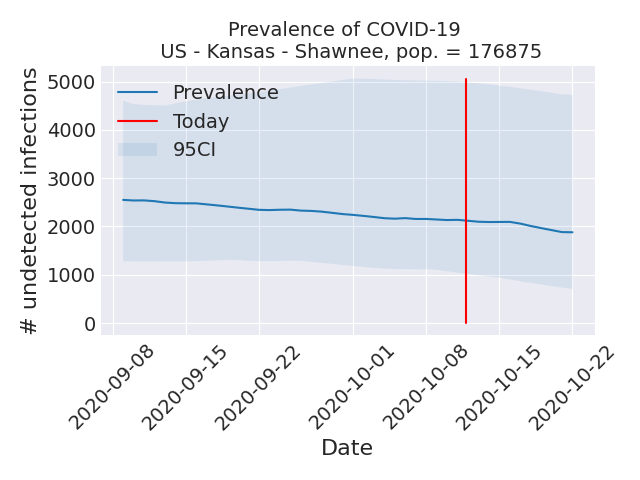 Prevalence of COVID-19
US - Kansas - Shawnee, pop. = 176875
# undetected infections
5000
4000
3000
2000
1000
0
Prevalence
Today
95CI
2020-09-08
2020-09-15
2020-09-22
2020-10-01
2020-10-08
2020-10-15
2020-10-22
Date